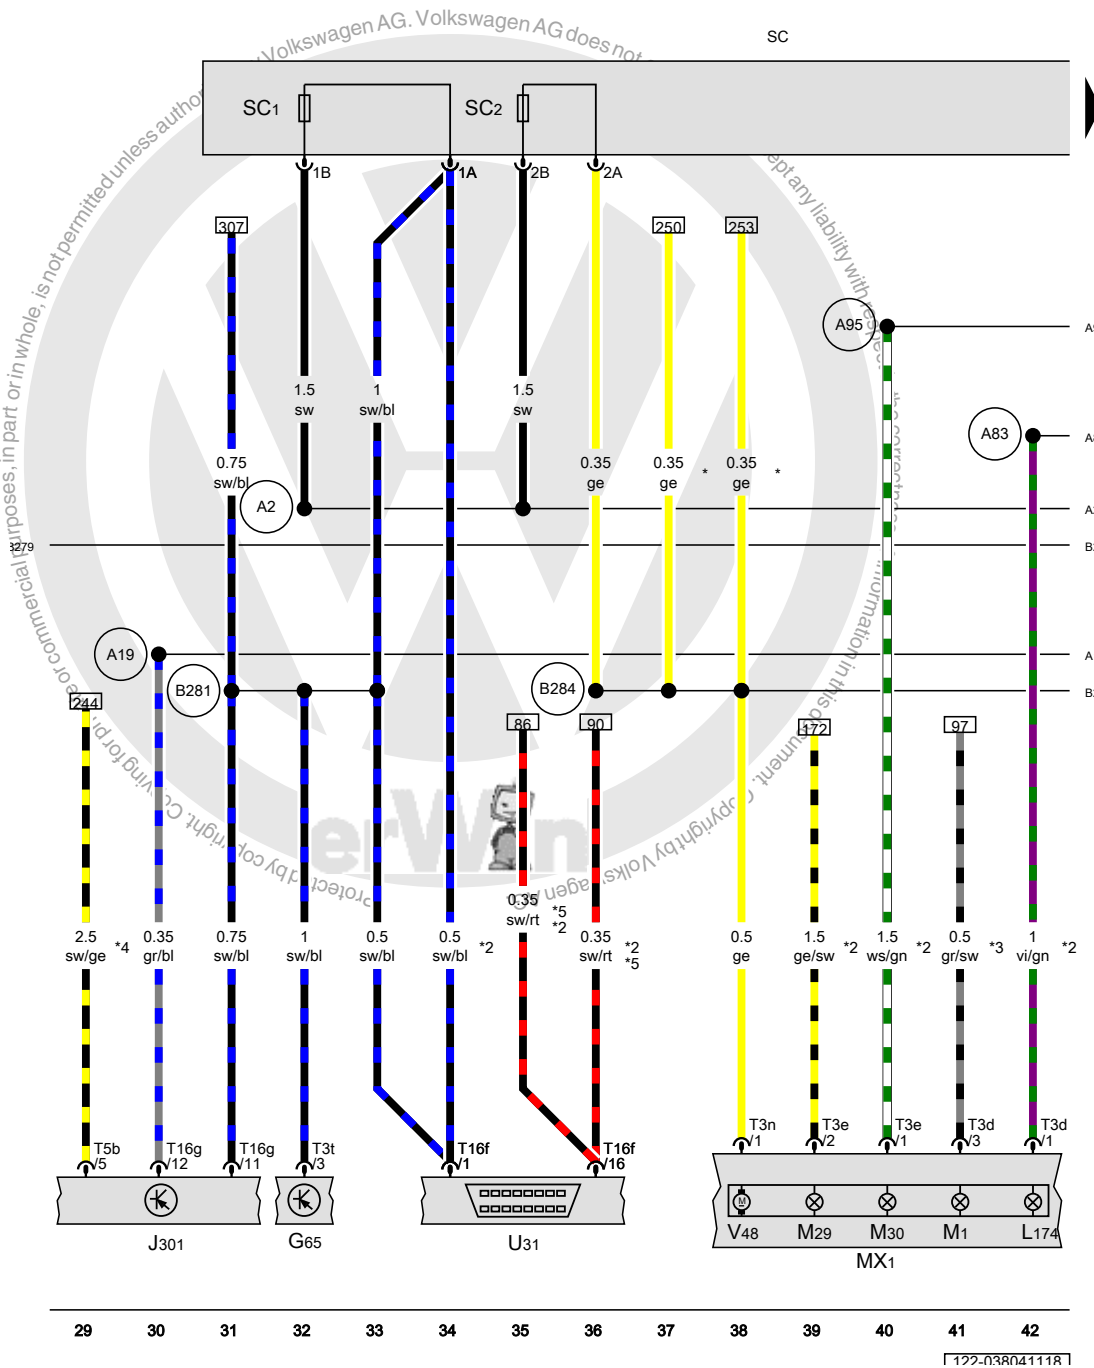 SC
SC1
SC2
1B
1A
2B
2A
307
250
253
A95
1.5
sw
1
sw/bl
1.5
sw
A83
0.75
sw/bl
0.35
ge
0.35
ge
*
0.35
ge
*
A2
A19
B281
B284
244
86
90
172
97
0.35
sw/rt
*5
*2
2.5
sw/ge
*4
0.35
gr/bl
0.75
sw/bl
1
sw/bl
0.5
sw/bl
0.5
sw/bl
*2
0.35
sw/rt
*2
*5
0.5
ge
1.5
ge/sw
*2
1.5
ws/gn
*2
0.5
gr/sw
*3
1
vi/gn
*2
T5b
/5
T16g
/12
T16g
/11
T3t
/3
T16f
/1
T16f
/16
T3n
/1
T3e
/2
T3e
/1
T3d
/3
T3d
/1
M
V48
M29
M30
M1
L174
J301
G65
U31
MX1
29
30
31
32
33
34
35
36
37
38
39
40
41
42
122-038041118
erWin